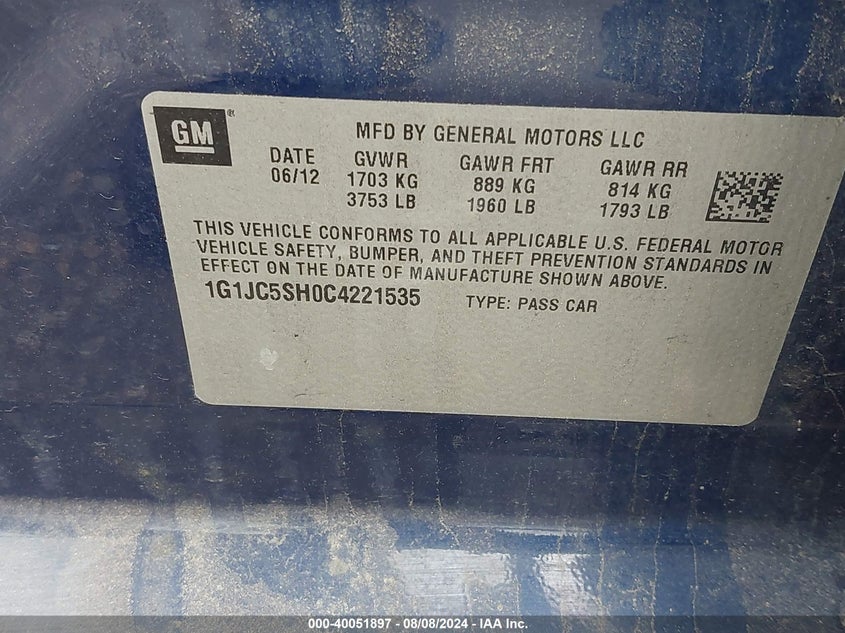 GM ®
MFD BY GENERAL MOTORS LLC
DATE GVWR GAWR FRT GAWR RR
06/12 1703 KG 889 KG 814 KG
3753 LB 1960 LB 1793 LB
THIS VEHICLE CONFORMS TO ALL APPLICABLE U.S. FEDERAL MOTOR
VEHICLE SAFETY, BUMPER, AND THEFT PREVENTION STANDARDS IN
EFFECT ON THE DATE OF MANUFACTURE SHOWN ABOVE.
1G1JC5SH0C4221535 TYPE: PASS CAR
000-40051897 - 08/08/2024 - IAA Inc.